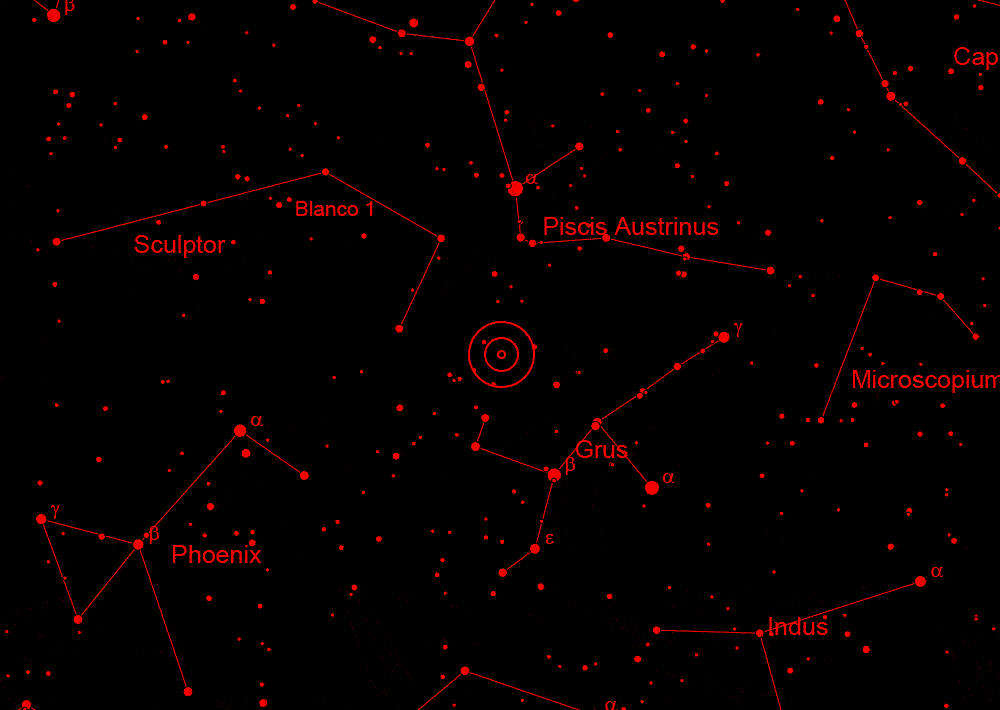 β
Cap
α
Blanco 1
Piscis Austrinus
Sculptor
γ
Microscopium
α
Grus
β
α
γ
β
ε
Phoenix
α
Indus
α